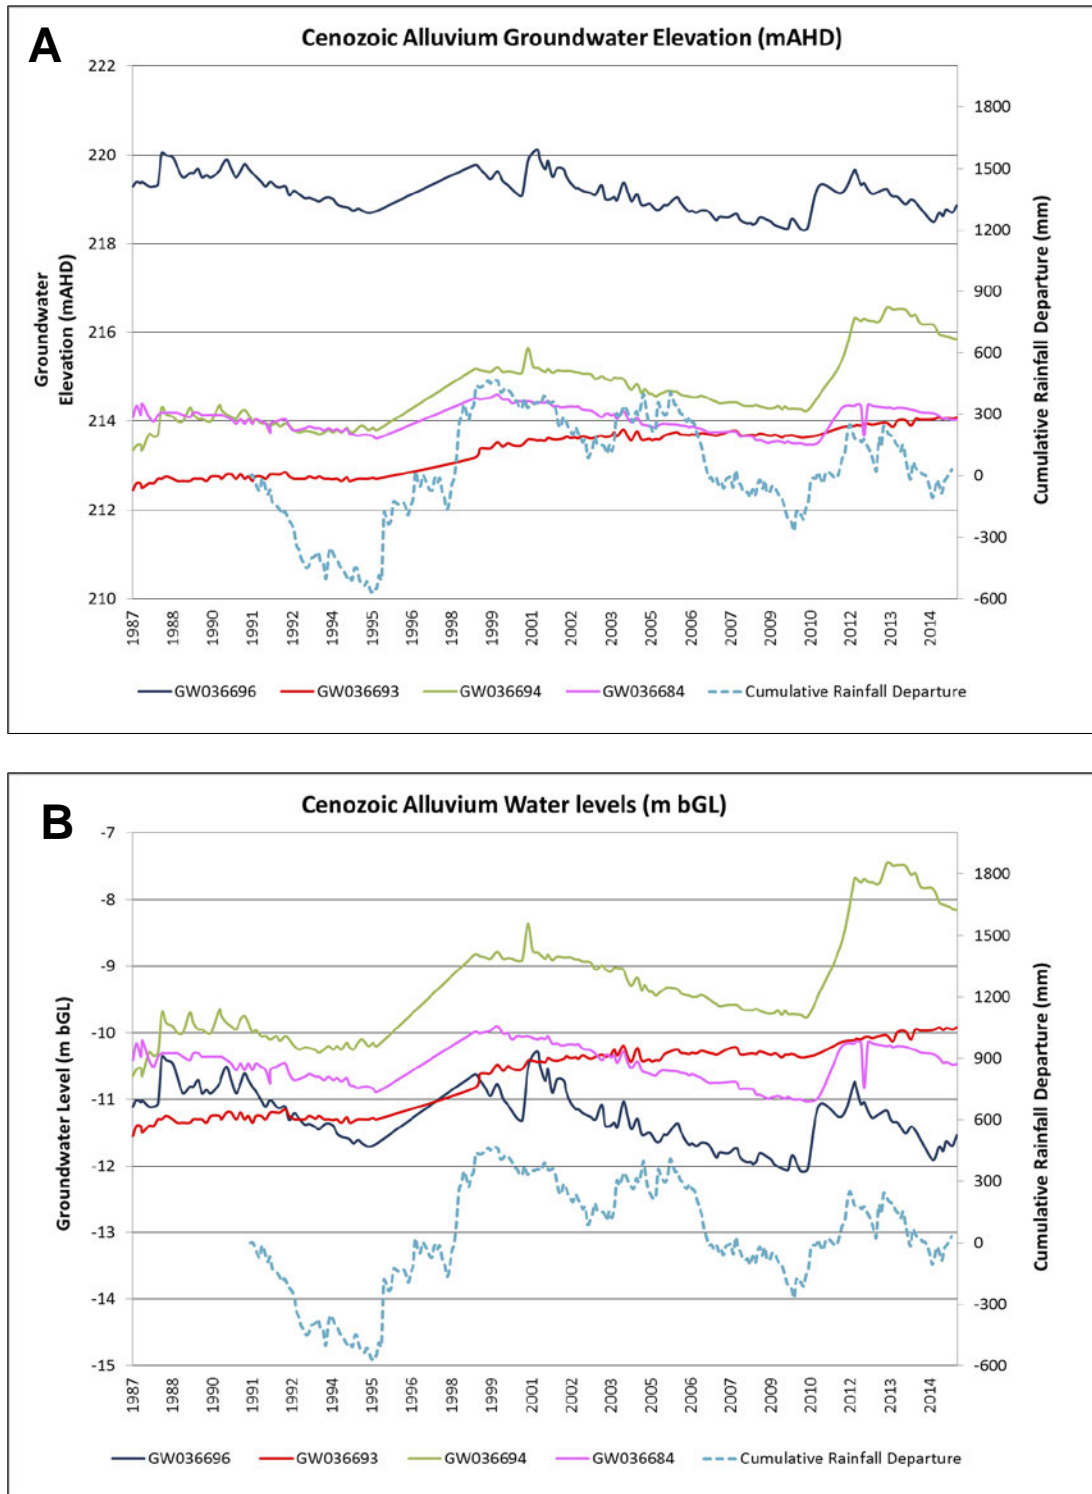 A
Cenozoic Alluvium Groundwater Elevation (mAHD)
222
220
218
216
214
212
210
Groundwater
Elevation (mAHD)
1800
1500
1200
900
600
300
0
-300
-600
Cumulative Rainfall Departure (mm)
1987 1988 1990 1991 1992 1994 1995 1996 1998 1999 2001 2002 2003 2005 2006 2007 2009 2010 2012 2013 2014
GW036696 GW036693 GW036694 GW036684 Cumulative Rainfall Departure
B
Cenozoic Alluvium Water levels (m bGL)
-7
-8
-9
-10
-11
-12
-13
-14
-15
Groundwater Level (m bGL)
1800
1500
1200
900
600
300
0
-300
-600
Cumulative Rainfall Departure (mm)
1987 1988 1990 1991 1992 1994 1995 1996 1998 1999 2001 2002 2003 2005 2006 2007 2009 2010 2012 2013 2014
GW036696 GW036693 GW036694 GW036684 Cumulative Rainfall Departure